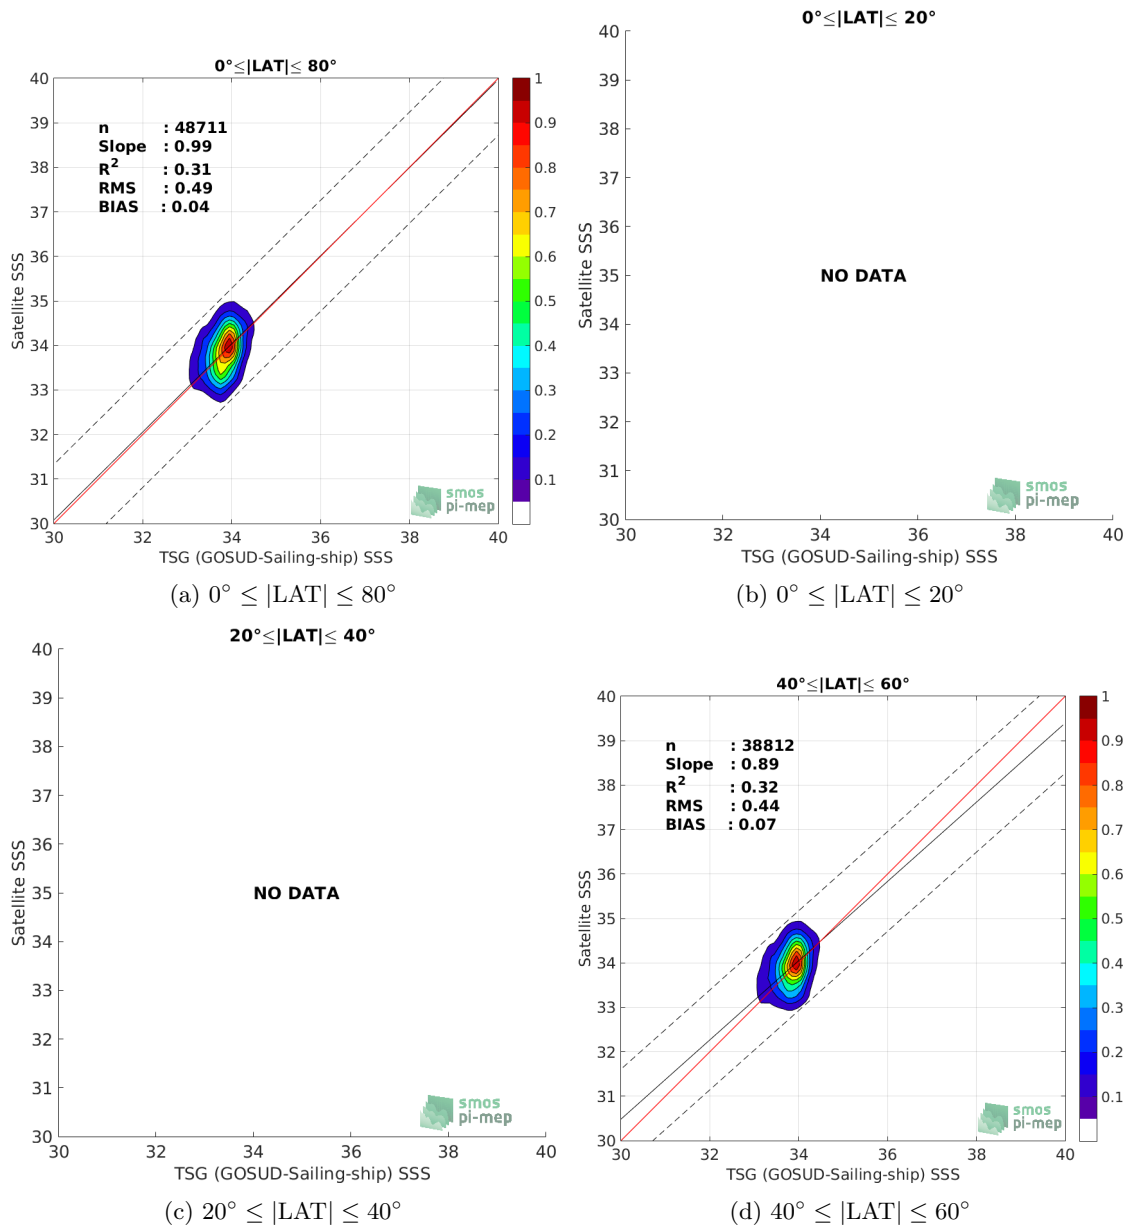 0°≤|LAT|≤ 80°
40
39
38
37
36
35
34
33
32
31
30
30
32
34
36
38
40
Satellite SSS
TSG (GOSUD-Sailing-ship) SSS
n : 48711
Slope : 0.99
R² : 0.31
RMS : 0.49
BIAS : 0.04
1
0.9
0.8
0.7
0.6
0.5
0.4
0.3
0.2
0.1
smos
pi-mep
(a) 0° ≤ |LAT| ≤ 80°
0°≤|LAT|≤ 20°
40
39
38
37
36
35
34
33
32
31
30
30
32
34
36
38
40
Satellite SSS
TSG (GOSUD-Sailing-ship) SSS
NO DATA
smos
pi-mep
(b) 0° ≤ |LAT| ≤ 20°
20°≤|LAT|≤ 40°
40
39
38
37
36
35
34
33
32
31
30
30
32
34
36
38
40
Satellite SSS
TSG (GOSUD-Sailing-ship) SSS
NO DATA
smos
pi-mep
(c) 20° ≤ |LAT| ≤ 40°
40°≤|LAT|≤ 60°
40
39
38
37
36
35
34
33
32
31
30
30
32
34
36
38
40
Satellite SSS
TSG (GOSUD-Sailing-ship) SSS
n : 38812
Slope : 0.89
R² : 0.32
RMS : 0.44
BIAS : 0.07
1
0.9
0.8
0.7
0.6
0.5
0.4
0.3
0.2
0.1
smos
pi-mep
(d) 40° ≤ |LAT| ≤ 60°